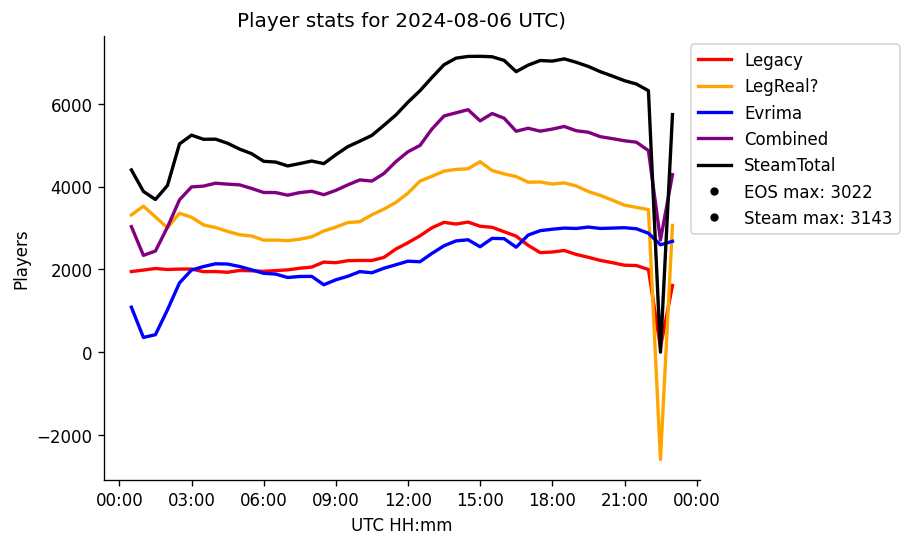 Player stats for 2024-08-06 UTC)
Legacy
LegReal?
Evrima
Combined
SteamTotal
EOS max: 3022
Steam max: 3143
Players
6000
4000
2000
0
−2000
00:00 03:00 06:00 09:00 12:00 15:00 18:00 21:00 00:00
UTC HH:mm